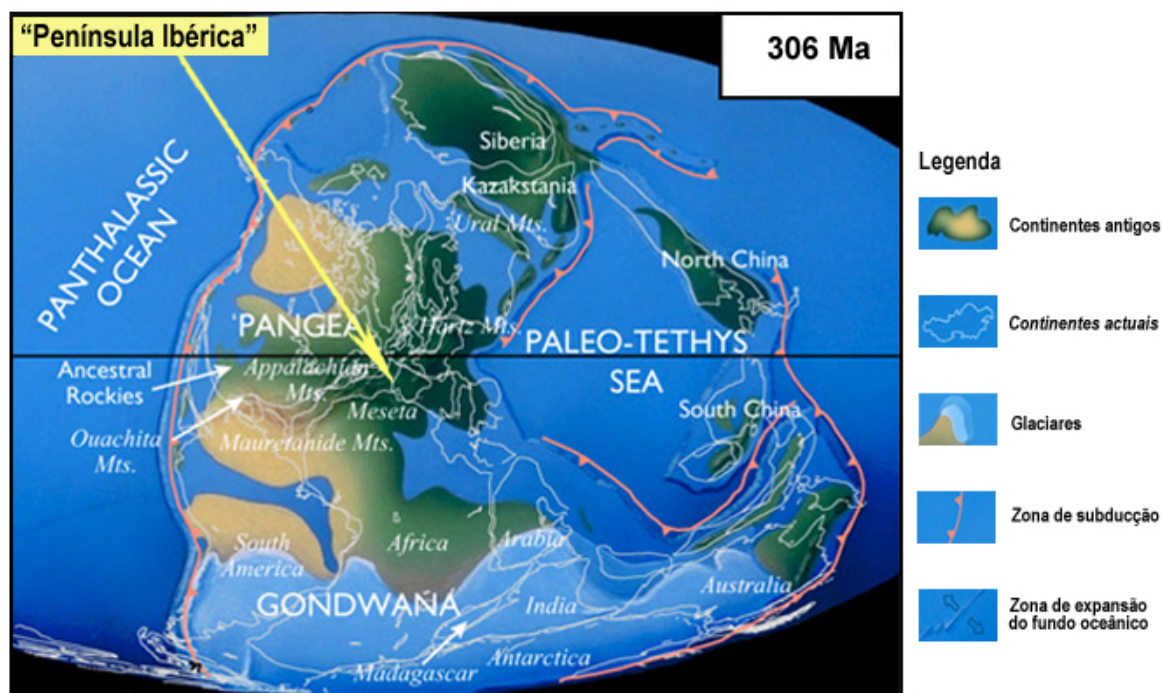 “Península Ibérica”
306 Ma
PANTHALASSIC
OCEAN
Siberia
Kazakstania
Ural Mts.
North China
PANGEA
Hartz Mts.
PALEO-TETHYS
SEA
Ancestral
Rockies
Appalachian
Mts.
Meseta
South China
Ouachita
Mts.
Mauretanide Mts.
South
America
Africa
Arabia
GONDWANA
India
Australia
Madagascar
Antarctica
Legenda
Continentes antigos
Continentes actuais
Glaciares
Zona de subducção
Zona de expansão
do fundo oceânico